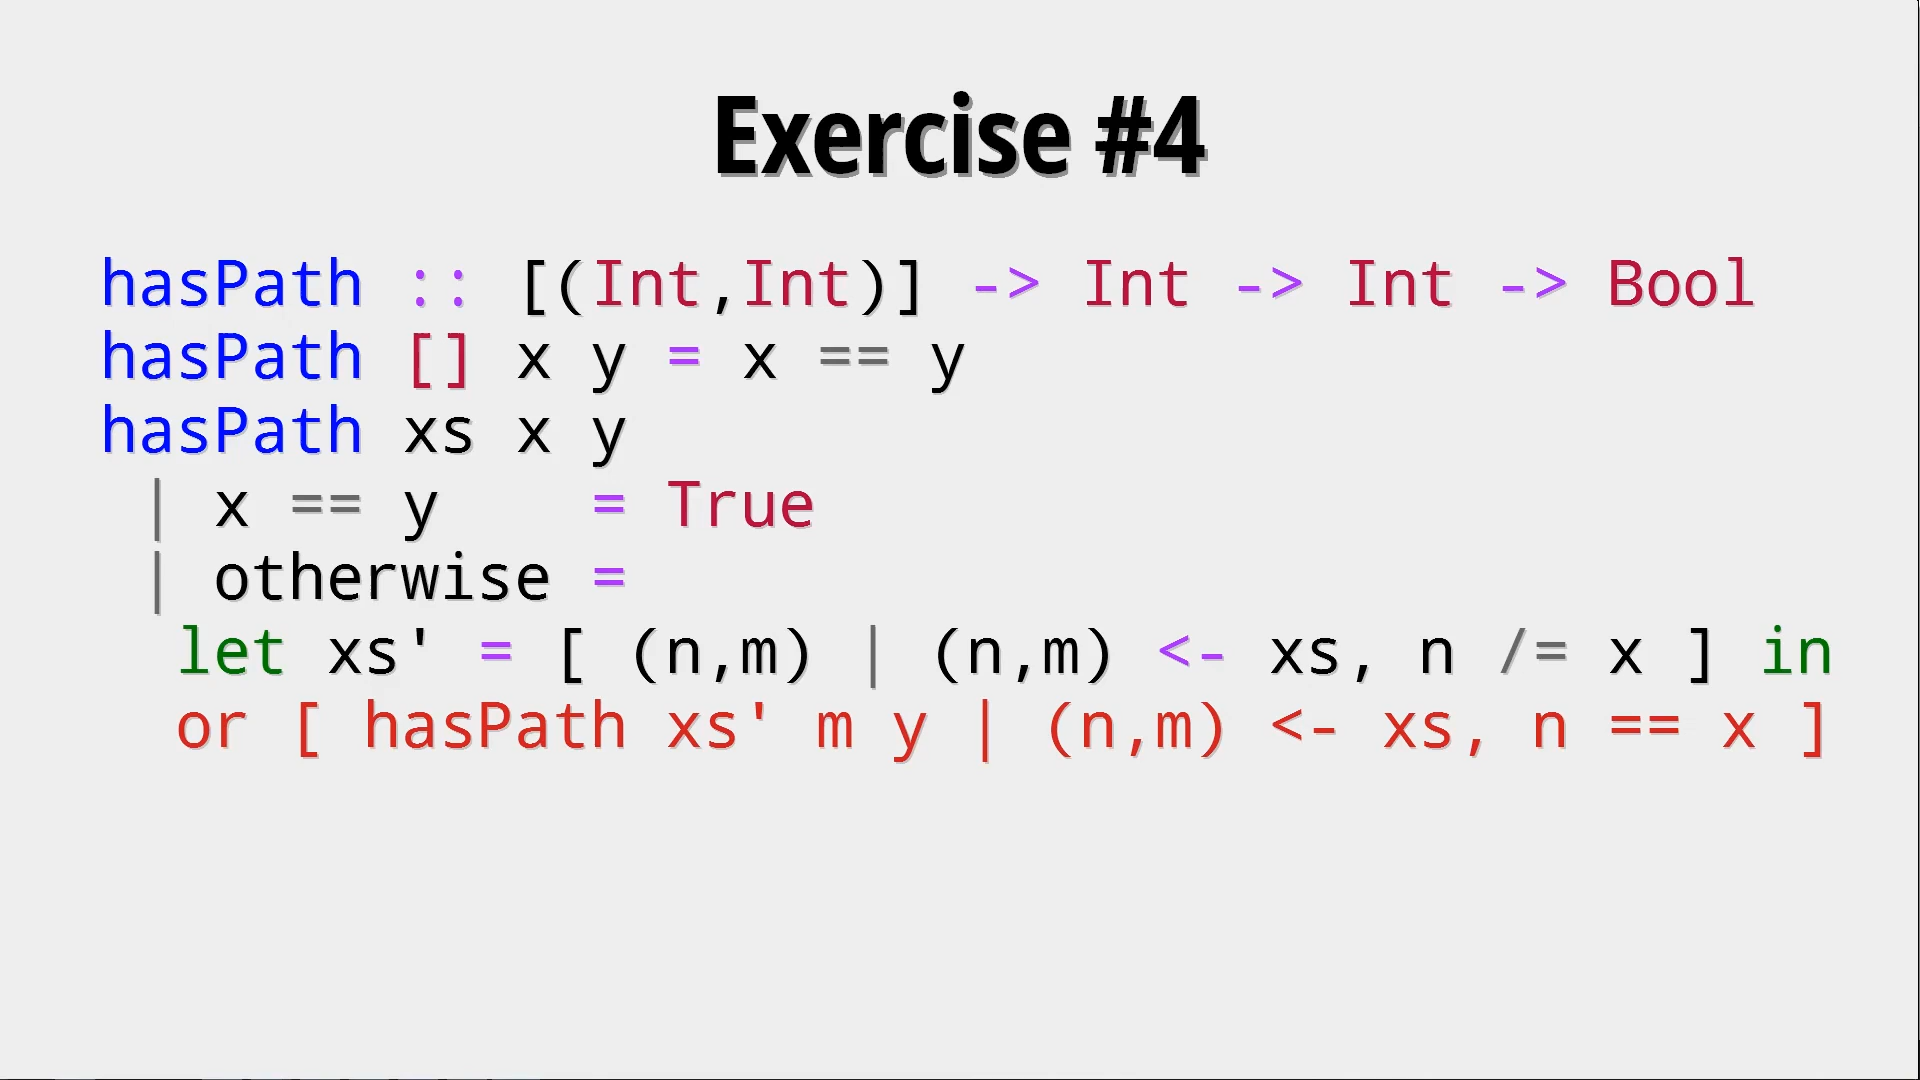 Exercise #4
hasPath :: [(Int,Int)] -> Int -> Int -> Bool
hasPath [] x y = x == y
hasPath xs x y
 | x == y    = True
 | otherwise =
  let xs' = [ (n,m) | (n,m) <- xs, n /= x ] in
  or [ hasPath xs' m y | (n,m) <- xs, n == x ]